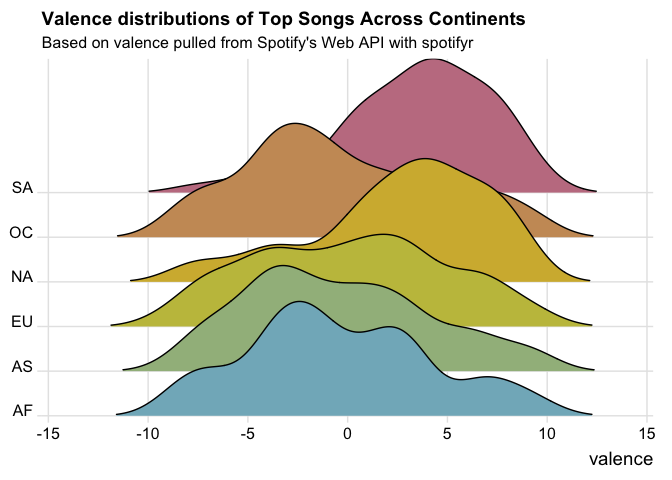 Valence distributions of Top Songs Across Continents
Based on valence pulled from Spotify's Web API with spotifyr
SA
OC
NA
EU
AS
AF
-15 -10 -5 0 5 10 15
valence